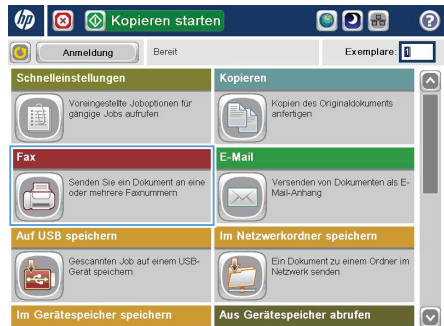 hp Kopieren starten ?
Anmeldung Bereit Exemplare: 1
Schnelleinstellungen
Voreingestellte Joboptionen für
gängige Jobs aufrufen
Kopieren
Kopien des Originaldokuments
anfertigen
Fax
Senden Sie ein Dokument an eine
oder mehrere Faxnummern
E-Mail
Versenden von Dokumenten als E-
Mail-Anhang
Auf USB speichern
Gescannten Job auf einem USB-
Gerät speichern
Im Netzwerkordner speichern
Ein Dokument zu einem Ordner im
Netzwerk senden
Im Gerätespeicher speichern
Aus Gerätespeicher abrufen